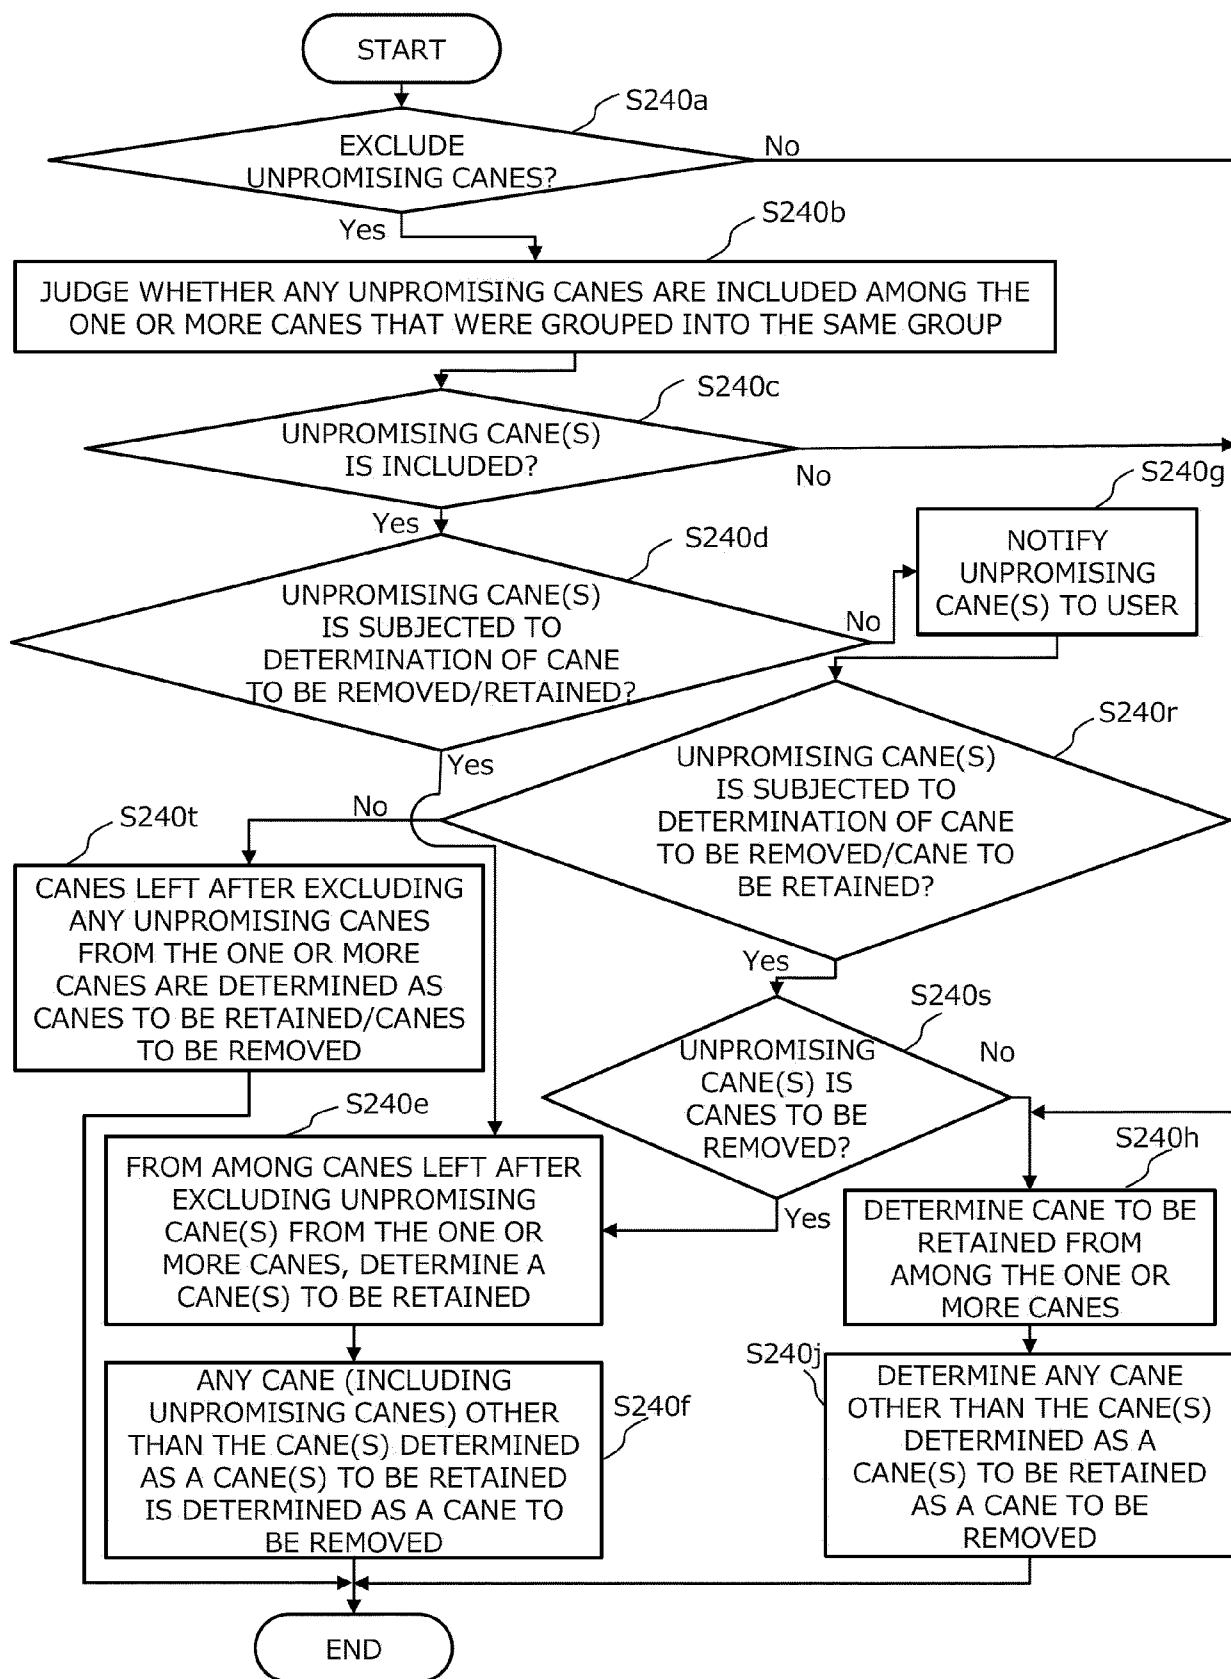 START
S240a
EXCLUDE
UNPROMISING CANES?
No
Yes
S240b
JUDGE WHETHER ANY UNPROMISING CANES ARE INCLUDED AMONG THE
ONE OR MORE CANES THAT WERE GROUPED INTO THE SAME GROUP
S240c
UNPROMISING CANE(S)
IS INCLUDED?
No
Yes
S240g
NOTIFY
UNPROMISING
CANE(S) TO USER
S240d
UNPROMISING CANE(S)
IS SUBJECTED TO
DETERMINATION OF CANE
TO BE REMOVED/RETAINED?
No
Yes
S240r
UNPROMISING CANE(S)
IS SUBJECTED TO
DETERMINATION OF CANE
TO BE REMOVED/CANE TO
BE RETAINED?
No
Yes
S240t
CANES LEFT AFTER EXCLUDING
ANY UNPROMISING CANES
FROM THE ONE OR MORE
CANES ARE DETERMINED AS
CANES TO BE RETAINED/CANES
TO BE REMOVED
S240s
UNPROMISING
CANE(S) IS
CANES TO BE
REMOVED?
No
Yes
S240e
FROM AMONG CANES LEFT AFTER
EXCLUDING UNPROMISING
CANE(S) FROM THE ONE OR
MORE CANES, DETERMINE A
CANE(S) TO BE RETAINED
S240h
DETERMINE CANE TO BE
RETAINED FROM
AMONG THE ONE OR
MORE CANES
S240f
ANY CANE (INCLUDING
UNPROMISING CANES) OTHER
THAN THE CANE(S) DETERMINED
AS A CANE(S) TO BE RETAINED
IS DETERMINED AS A CANE TO
BE REMOVED
S240j
DETERMINE ANY CANE
OTHER THAN THE CANE(S)
DETERMINED AS A
CANE(S) TO BE RETAINED
AS A CANE TO BE
REMOVED
END